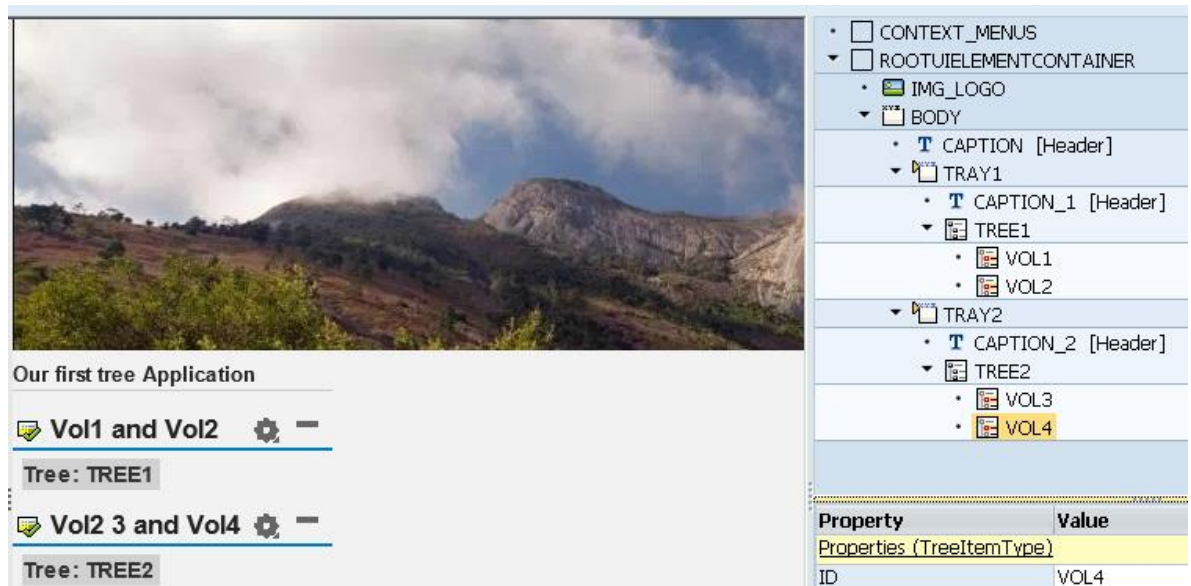 Our first tree Application
Vol1 and Vol2
Tree: TREE1
Vol2 3 and Vol4
Tree: TREE2
CONTEXT_MENUS
ROOTUIELEMENTCONTAINER
IMG_LOGO
BODY
CAPTION [Header]
TRAY1
CAPTION_1 [Header]
TREE1
VOL1
VOL2
TRAY2
CAPTION_2 [Header]
TREE2
VOL3
VOL4
Property Value
Properties (TreeItemType)
ID VOL4